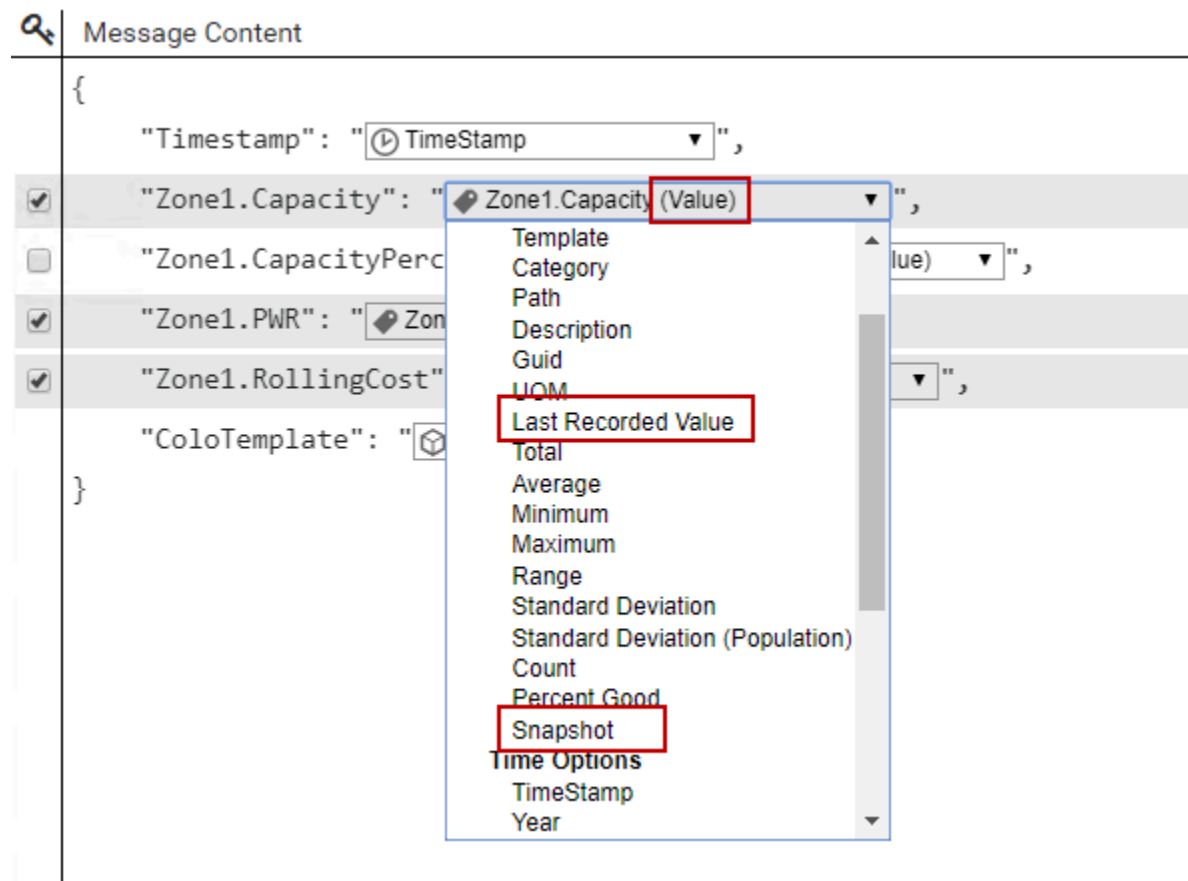 Message Content
{
"Timestamp": "TimeStamp ▼",
"Zone1.Capacity": "Zone1.Capacity (Value) ▼",
Template
"Zone1.CapacityPerc lue) ▼",
Category
Path
"Zone1.PWR": "Zon
Description
Guid
"Zone1.RollingCost" ▼",
UOM
Last Recorded Value
"ColoTemplate": "
Total
Average
}
Minimum
Maximum
Range
Standard Deviation
Standard Deviation (Population)
Count
Percent Good
Snapshot
Time Options
TimeStamp
Year